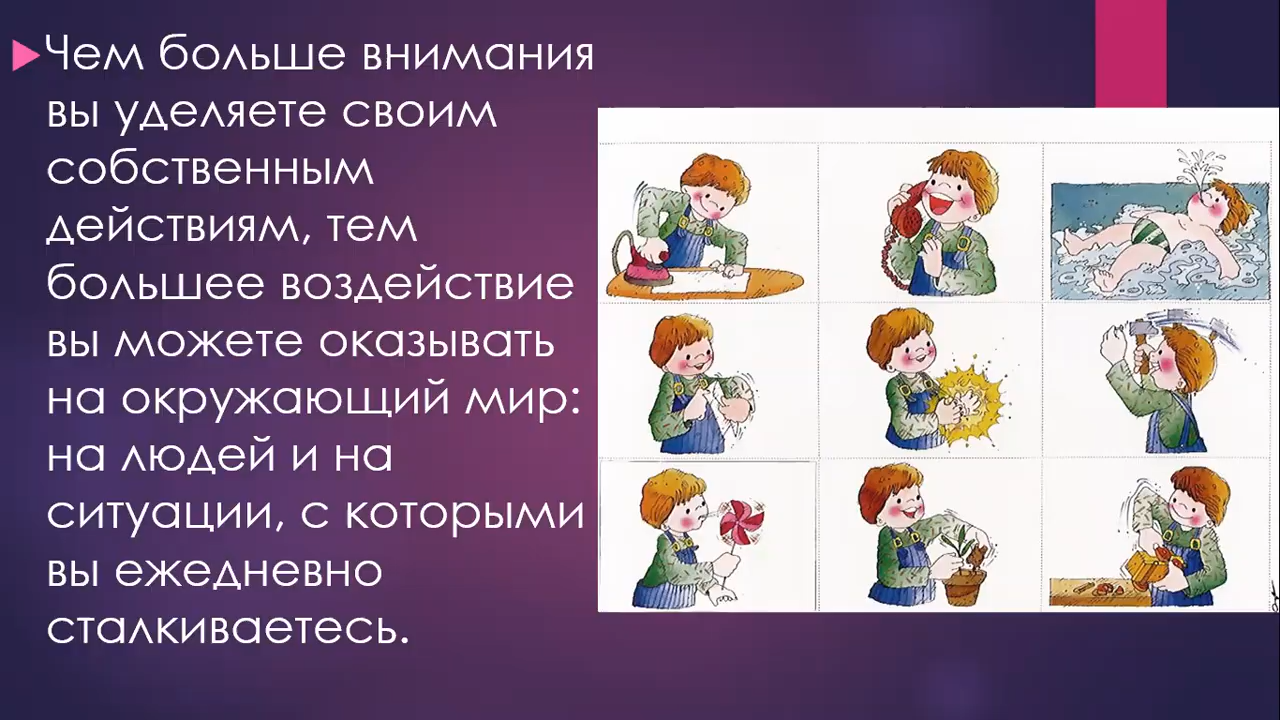 Чем больше внимания
вы уделяете своим
собственным
действиям, тем
большее воздействие
вы можете оказывать
на окружающий мир:
на людей и на
ситуации, с которыми
вы ежедневно
сталкиваетесь.